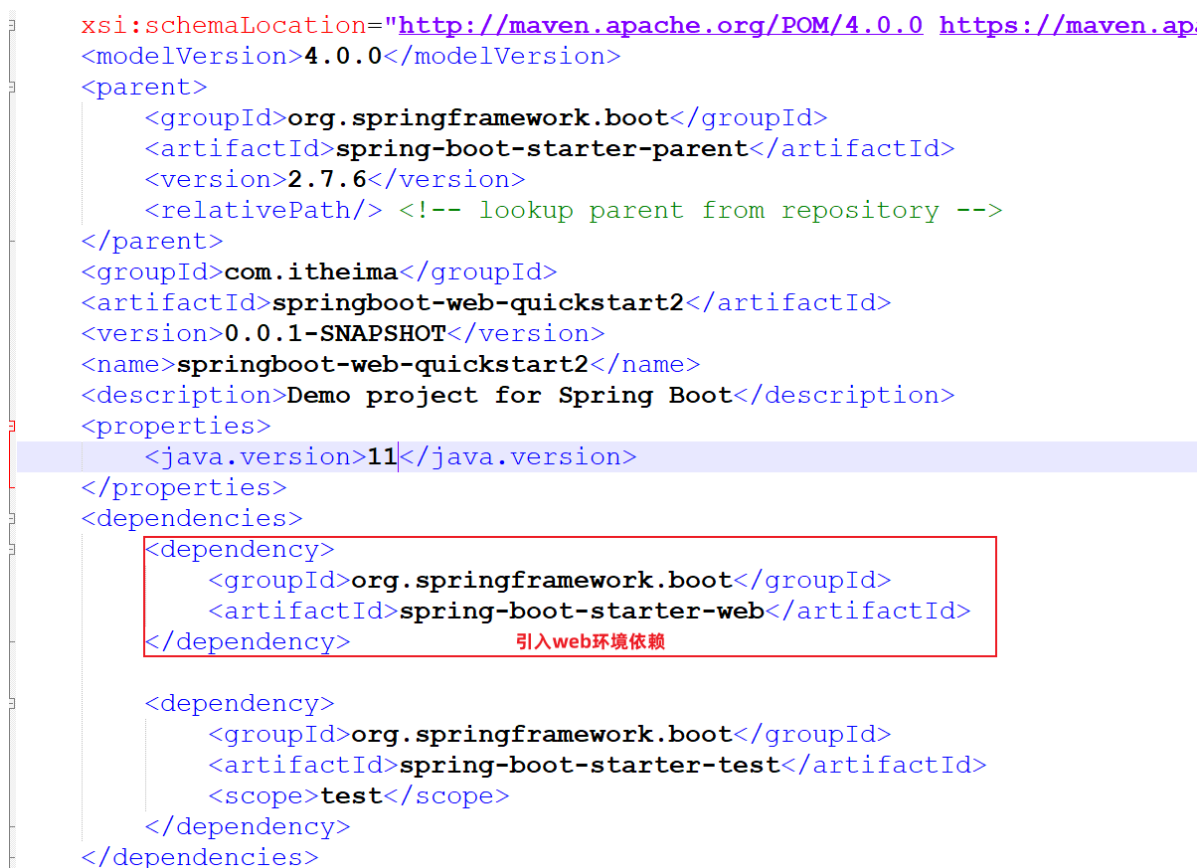 xsi:schemaLocation="http://maven.apache.org/POM/4.0.0 https://maven.apa
<modelVersion>4.0.0</modelVersion>
<parent>
<groupId>org.springframework.boot</groupId>
<artifactId>spring-boot-starter-parent</artifactId>
<version>2.7.6</version>
<relativePath/> <!-- lookup parent from repository -->
</parent>
<groupId>com.itheima</groupId>
<artifactId>springboot-web-quickstart2</artifactId>
<version>0.0.1-SNAPSHOT</version>
<name>springboot-web-quickstart2</name>
<description>Demo project for Spring Boot</description>
<properties>
<java.version>11</java.version>
</properties>
<dependencies>
<dependency>
<groupId>org.springframework.boot</groupId>
<artifactId>spring-boot-starter-web</artifactId>
</dependency> 引入web环境依赖
<dependency>
<groupId>org.springframework.boot</groupId>
<artifactId>spring-boot-starter-test</artifactId>
<scope>test</scope>
</dependency>
</dependencies>